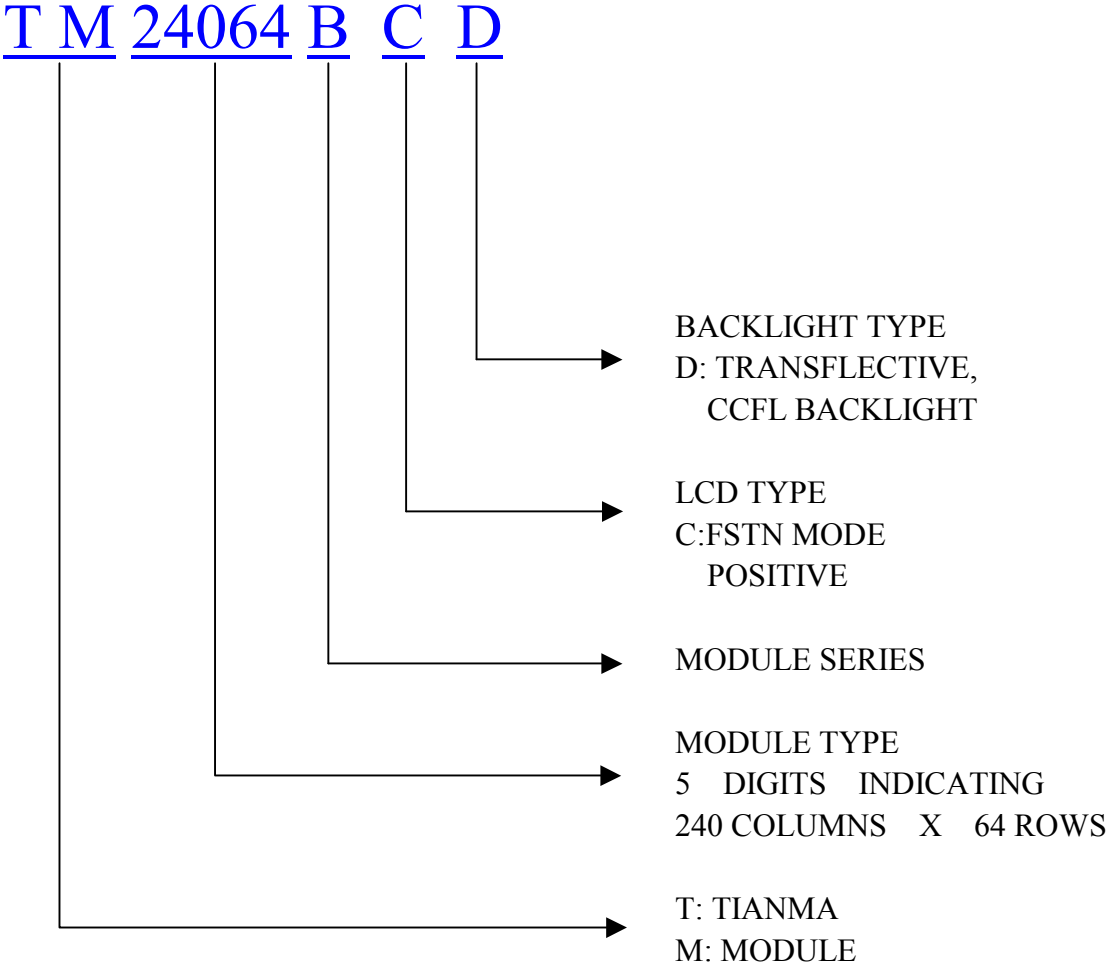 T M 24064 B C D
BACKLIGHT TYPE
D: TRANSFLECTIVE,
CCFL BACKLIGHT
LCD TYPE
C:FSTN MODE
POSITIVE
MODULE SERIES
MODULE TYPE
5 DIGITS INDICATING
240 COLUMNS X 64 ROWS
T: TIANMA
M: MODULE